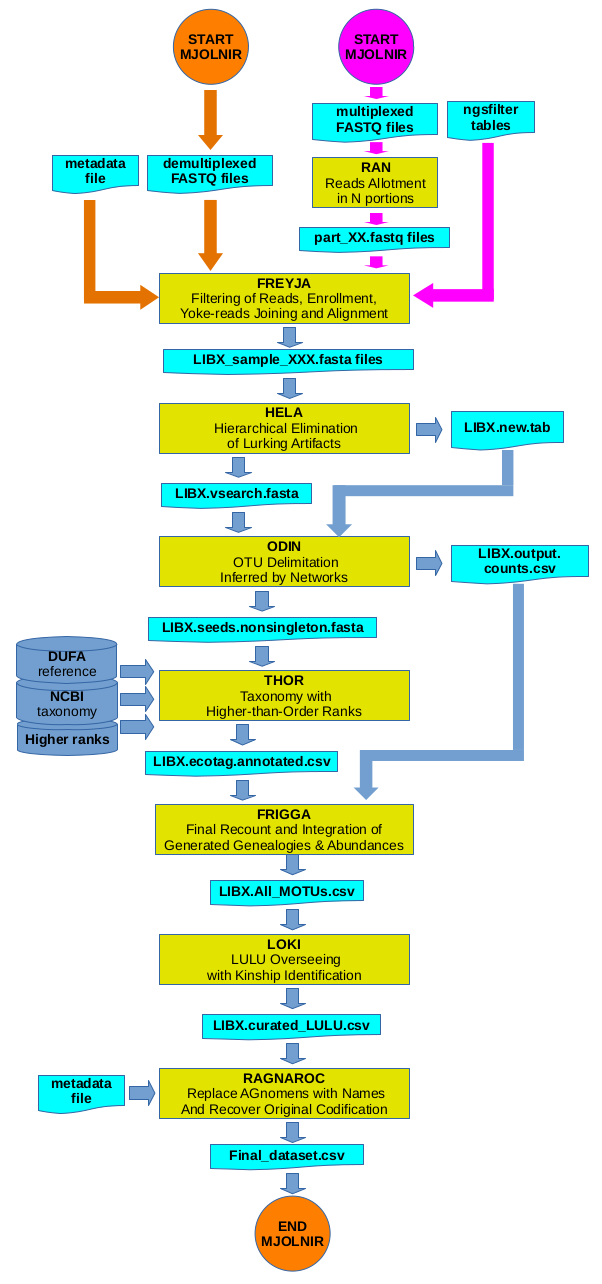 START
MJOLNIR
START
MJOLNIR
multiplexed
FASTQ files
ngsfilter
tables
metadata
file
demultiplexed
FASTQ files
RAN
Reads Allotment
in N portions
part_XX.fastq files
FREYJA
Filtering of Reads, Enrollment,
Yoke-reads Joining and Alignment
LIBX_sample_XXX.fasta files
HELA
Hierarchical Elimination
of Lurking Artifacts
LIBX.new.tab
LIBX.vsearch.fasta
ODIN
OTU Delimitation
Inferred by Networks
LIBX.output.
counts.csv
LIBX.seeds.nonsingleton.fasta
DUFA
reference
NCBI
taxonomy
Higher ranks
THOR
Taxonomy with
Higher-than-Order Ranks
LIBX.ecotag.annotated.csv
FRIGGA
Final Recount and Integration of
Generated Genealogies & Abundances
LIBX.All_MOTUs.csv
LOKI
LULU Overseeing
with Kinship Identification
LIBX.curated_LULU.csv
metadata
file
RAGNAROC
Replace AGnomens with Names
And Recover Original Codification
Final_dataset.csv
END
MJOLNIR